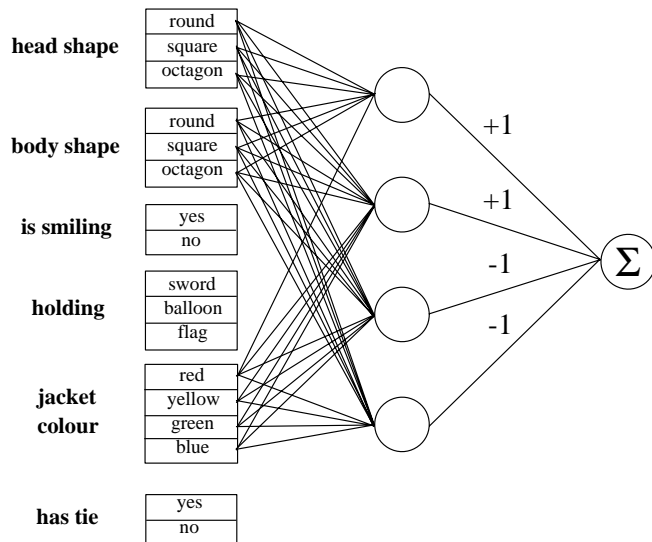 head shape
round
square
octagon
body shape
round
square
octagon
is smiling
yes
no
holding
sword
balloon
flag
jacket
colour
red
yellow
green
blue
has tie
yes
no
+1
+1
-1
-1
Σ